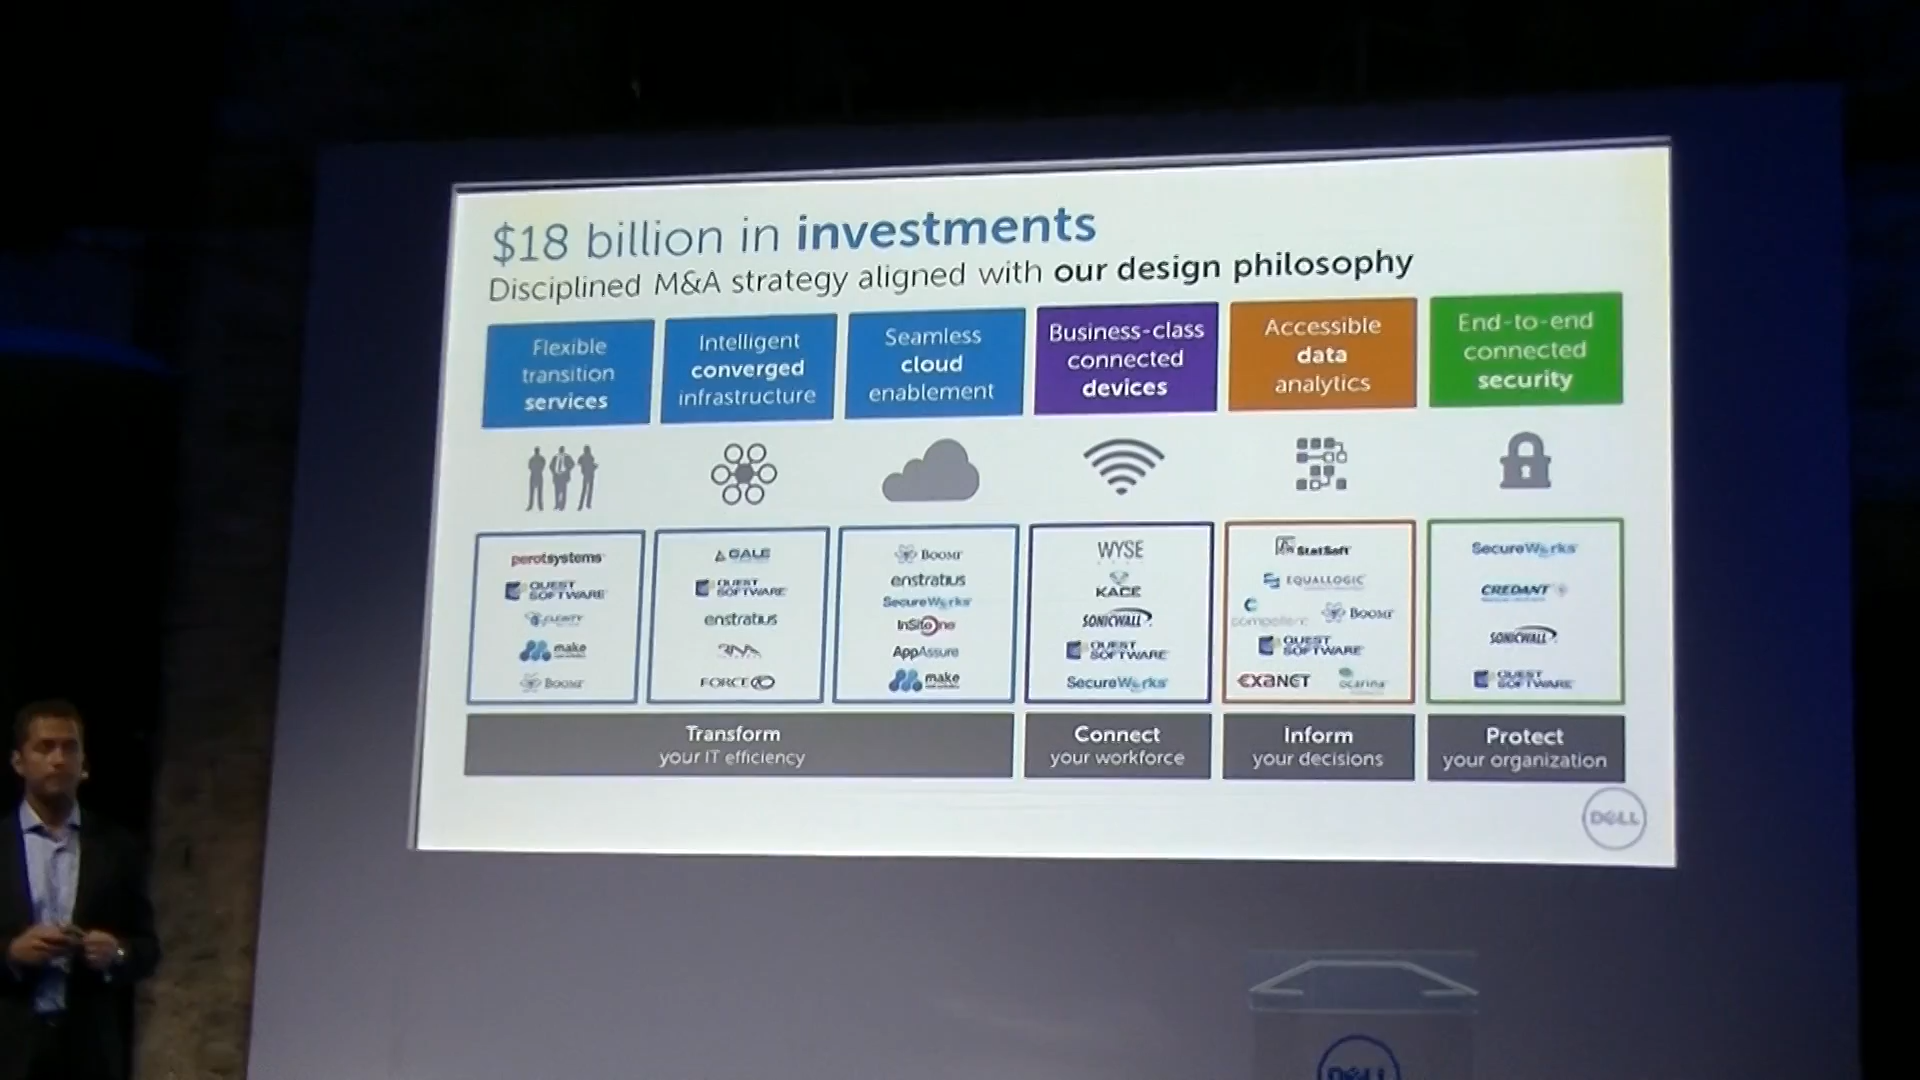 $18 billion in investments
Disciplined M&A strategy aligned with our design philosophy
Flexible
transition
services
Intelligent
converged
infrastructure
Seamless
cloud
enablement
Business-class
connected
devices
Accessible
data
analytics
End-to-end
connected
security
perotsystems
QUEST
SOFTWARE
CLERITY
make
BOOMI
GALE
QUEST
SOFTWARE
enstratius
RNA
FORCE10
BOOMI
enstratius
SecureWorks
InSiteOne
AppAssure
make
WYSE
KACE
SONICWALL
QUEST
SOFTWARE
SecureWorks
StatSoft
EQUALLOGIC
compellent
BOOMI
QUEST
SOFTWARE
EXANET
ocarina
SecureWorks
CREDANT
SONICWALL
QUEST
SOFTWARE
Transform
your IT efficiency
Connect
your workforce
Inform
your decisions
Protect
your organization
DELL
DELL